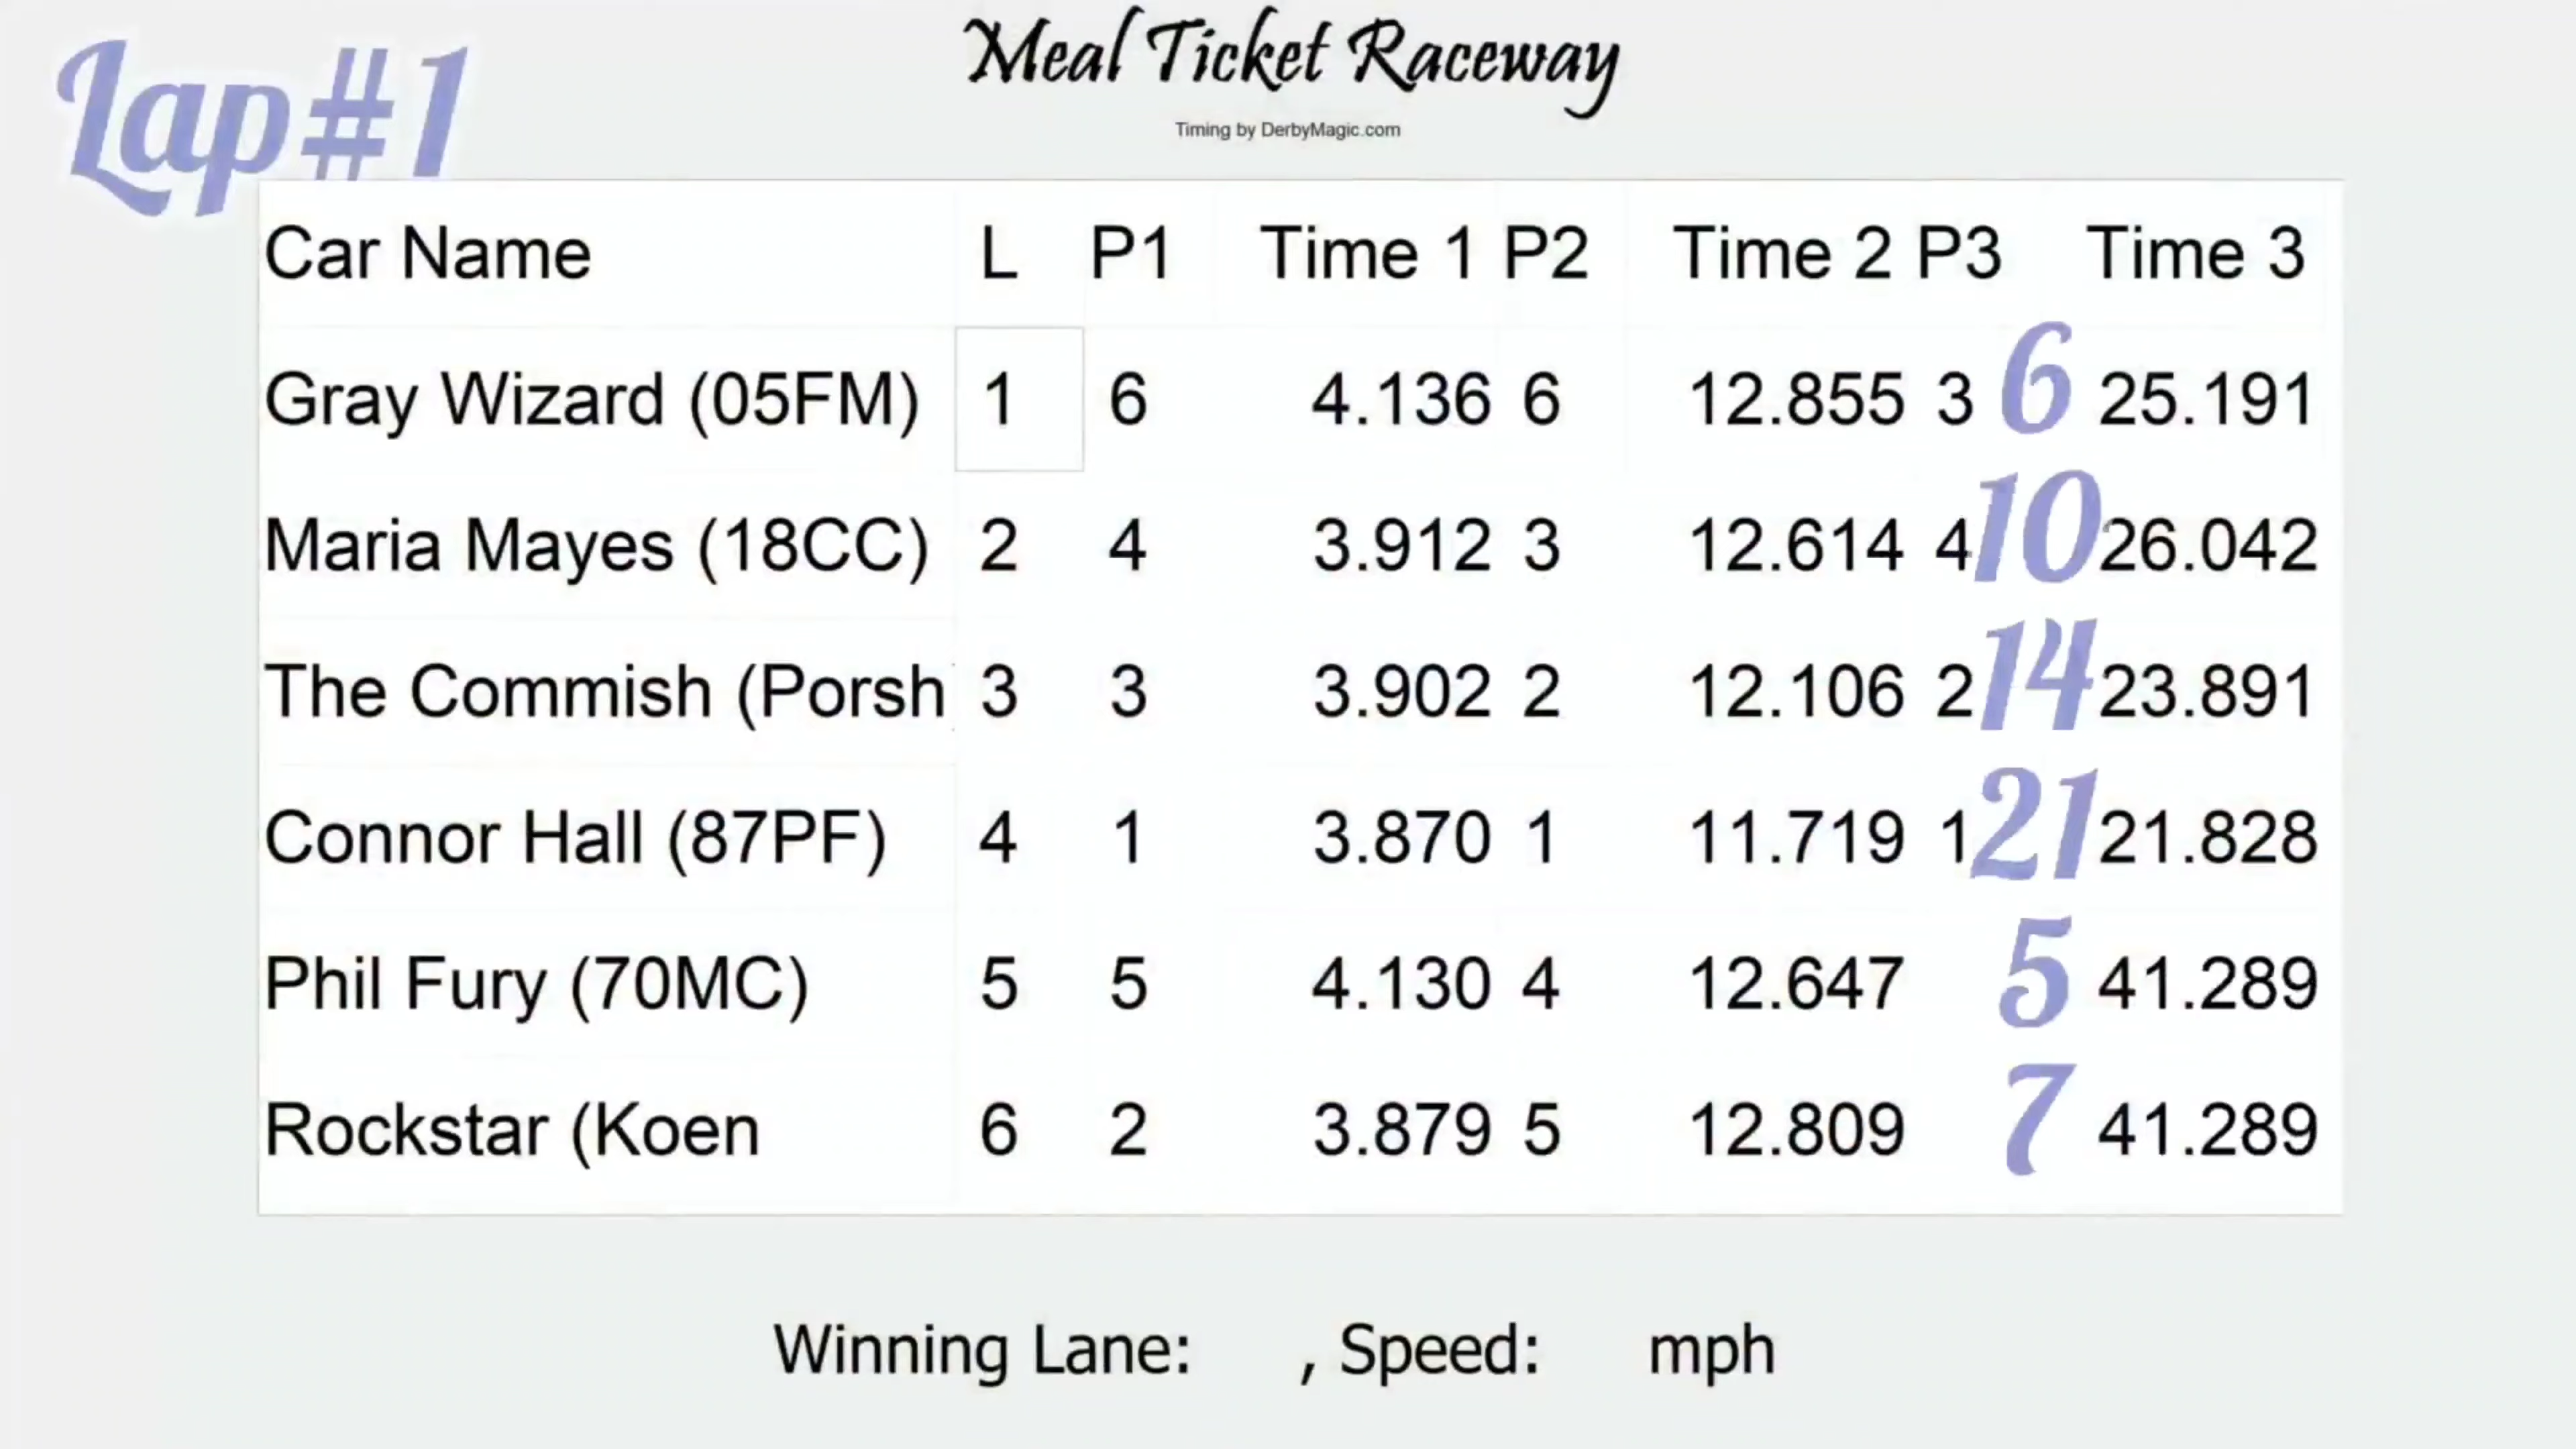 Meal Ticket Raceway
Lap#1
Timing by DerbyMagic.com
Car Name L P1 Time 1 P2 Time 2 P3 Time 3
Gray Wizard (05FM) 1 6 4.136 6 12.855 3 6 25.191
Maria Mayes (18CC) 2 4 3.912 3 12.614 4 10 26.042
The Commish (Porsh 3 3 3.902 2 12.106 2 14 23.891
Connor Hall (87PF) 4 1 3.870 1 11.719 1 21 21.828
Phil Fury (70MC) 5 5 4.130 4 12.647 5 41.289
Rockstar (Koen 6 2 3.879 5 12.809 7 41.289
Winning Lane: , Speed: mph